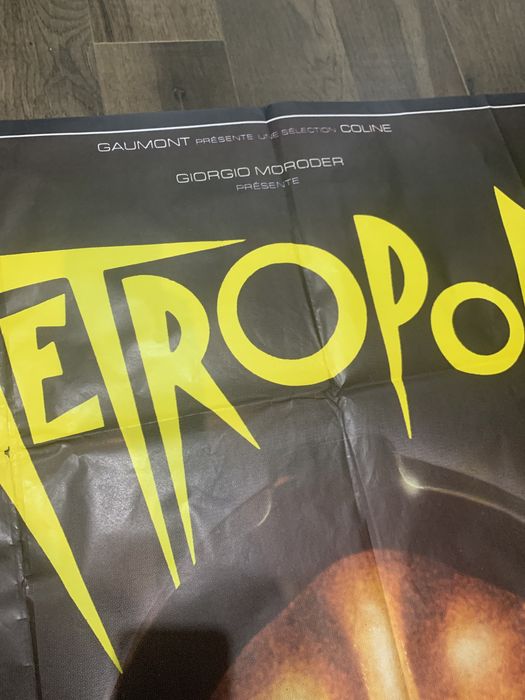 GAUMONT PRÉSENTE UNE SÉLECTION COLINE
GIORGIO MORODER
PRÉSENTE
ETROPO